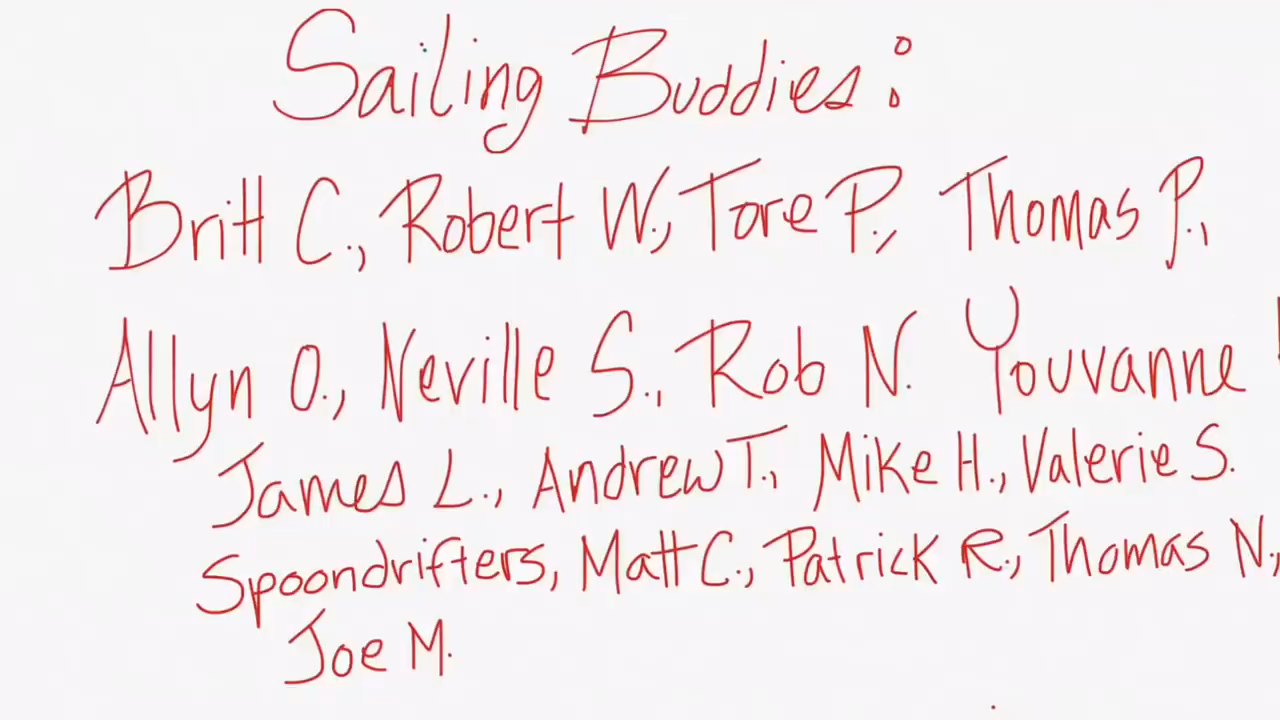 Sailing Buddies:
Britt C., Robert W., Tore P., Thomas P.,
Allyn O., Neville S., Rob N. Youvanne
James L., Andrew T., Mike H., Valerie S.
Spoondrifters, Matt C., Patrick R., Thomas N.,
Joe M.